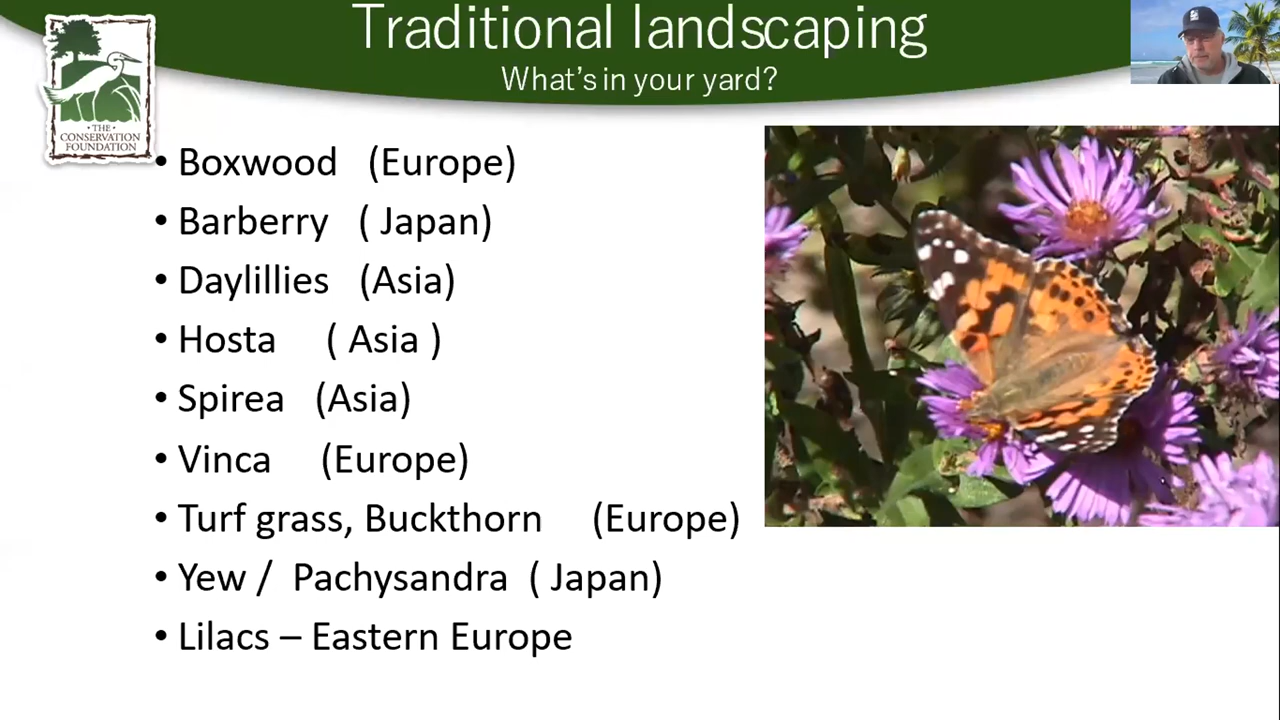 Traditional landscaping
What's in your yard?
• THE •
CONSERVATION
FOUNDATION
• Boxwood (Europe)
• Barberry ( Japan)
• Daylillies (Asia)
• Hosta ( Asia )
• Spirea (Asia)
• Vinca (Europe)
• Turf grass, Buckthorn (Europe)
• Yew / Pachysandra ( Japan)
• Lilacs – Eastern Europe